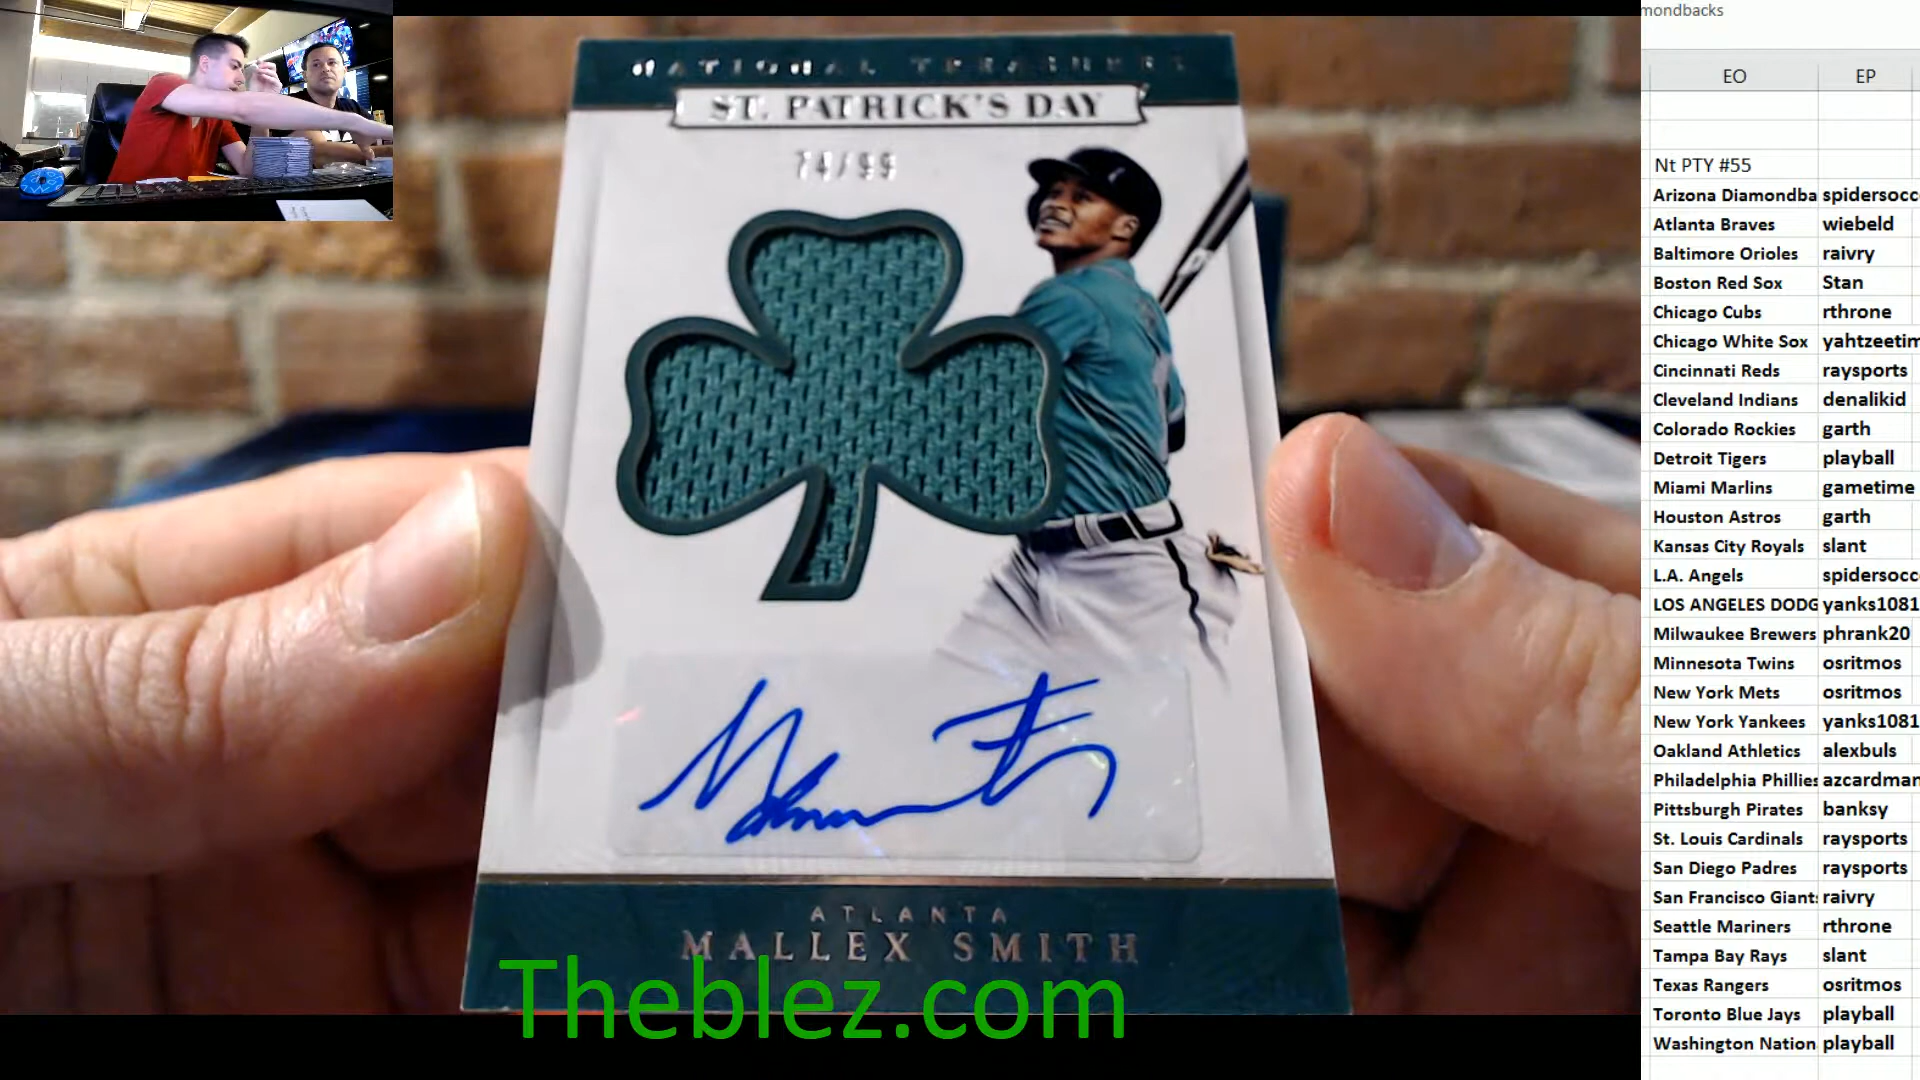 NATIONAL TREASURES
ST. PATRICK'S DAY
74/99
ATLANTA
MALLEX SMITH
Theblez.com
mondbacks
EO EP
Nt PTY #55
Arizona Diamondba spidersocc
Atlanta Braves wiebeld
Baltimore Orioles raivry
Boston Red Sox Stan
Chicago Cubs rthrone
Chicago White Sox yahtzeetim
Cincinnati Reds raysports
Cleveland Indians denalikid
Colorado Rockies garth
Detroit Tigers playball
Miami Marlins gametime
Houston Astros garth
Kansas City Royals slant
L.A. Angels spidersocc
LOS ANGELES DODG yanks1081
Milwaukee Brewers phrank20
Minnesota Twins osritmos
New York Mets osritmos
New York Yankees yanks1081
Oakland Athletics alexbuls
Philadelphia Phillies azcardman
Pittsburgh Pirates banksy
St. Louis Cardinals raysports
San Diego Padres raysports
San Francisco Giants raivry
Seattle Mariners rthrone
Tampa Bay Rays slant
Texas Rangers osritmos
Toronto Blue Jays playball
Washington Nation playball